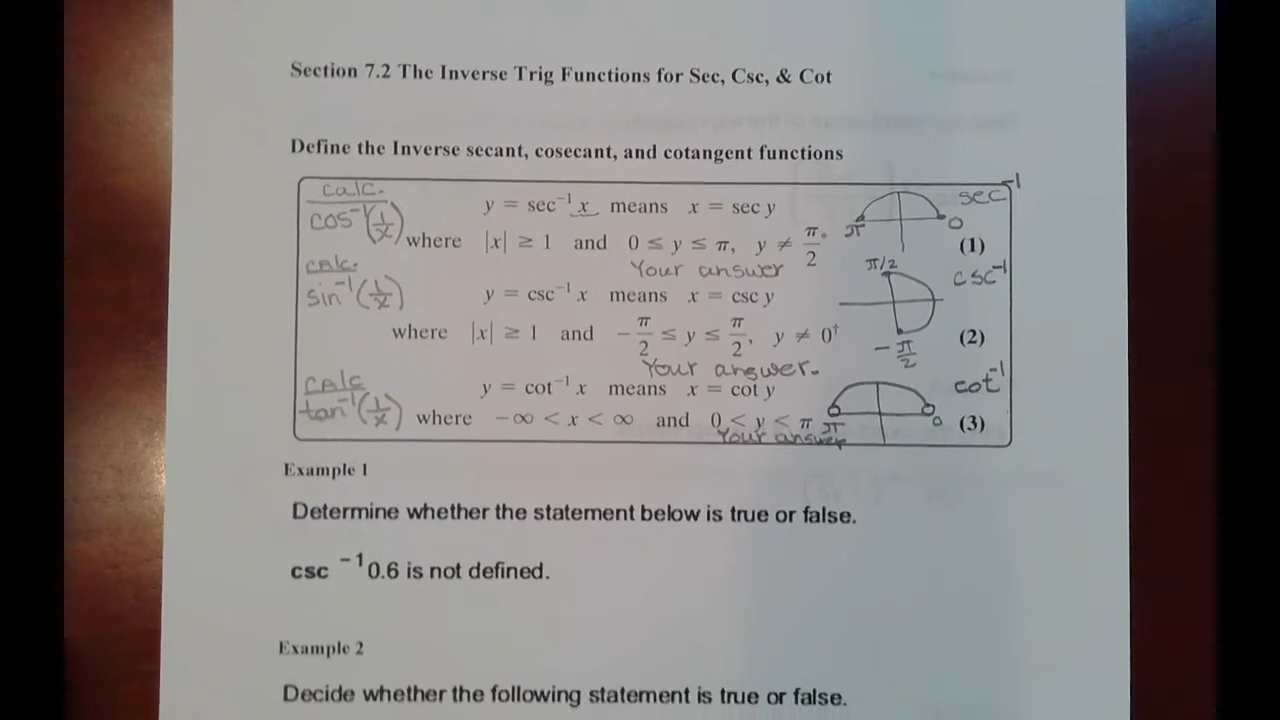 Section 7.2 The Inverse Trig Functions for Sec, Csc, & Cot
Define the Inverse secant, cosecant, and cotangent functions
calc.
cos⁻¹(1/x)
y = sec⁻¹ x means x = sec y
sec⁻¹
where |x| ≥ 1 and 0 ≤ y ≤ π, y ≠ π/2.
π
0
(1)
Your answer
calc.
sin⁻¹(1/x)
y = csc⁻¹ x means x = csc y
π/2
csc⁻¹
where |x| ≥ 1 and -π/2 ≤ y ≤ π/2, y ≠ 0†
-π/2
(2)
Your answer.
calc
tan⁻¹(1/x)
y = cot⁻¹ x means x = cot y
cot⁻¹
where -∞ < x < ∞ and 0 < y < π
π
0
(3)
Your answer
Example 1
Determine whether the statement below is true or false.
csc ⁻¹0.6 is not defined.
Example 2
Decide whether the following statement is true or false.